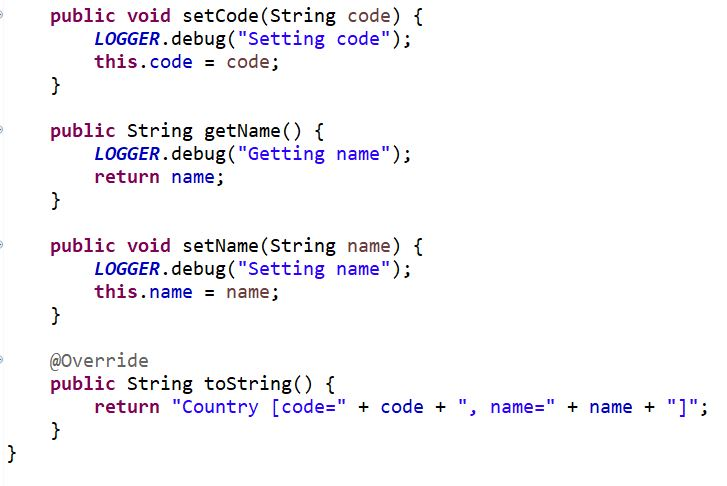 public void setCode(String code) {
LOGGER.debug("Setting code");
this.code = code;
}
public String getName() {
LOGGER.debug("Getting name");
return name;
}
public void setName(String name) {
LOGGER.debug("Setting name");
this.name = name;
}
@Override
public String toString() {
return "Country [code=" + code + ", name=" + name + "]";
}
}